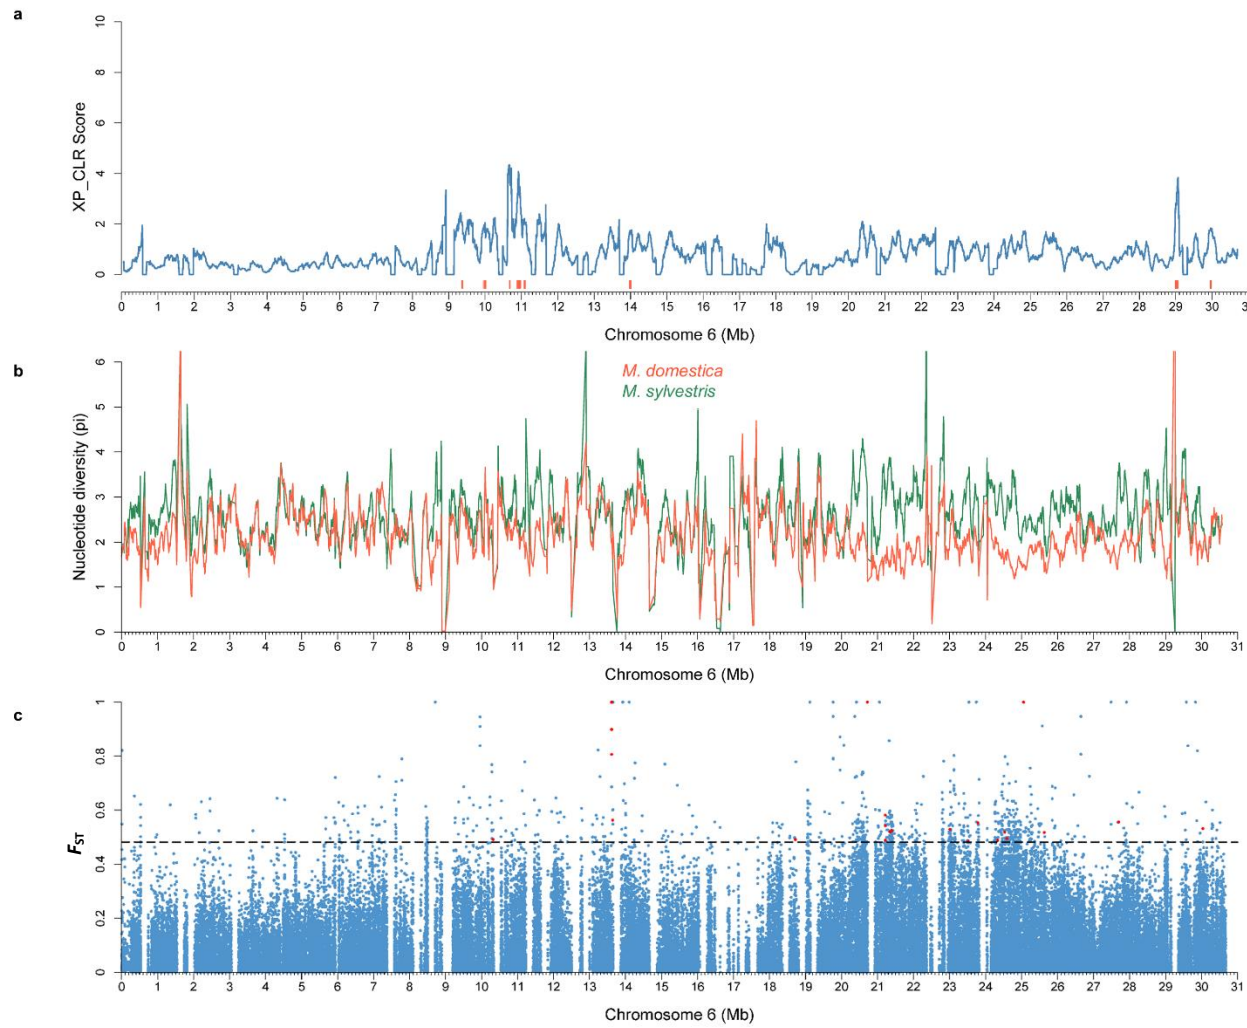 a
XP_CLR Score
10
8
6
4
2
0
0 1 2 3 4 5 6 7 8 9 10 11 12 13 14 15 16 17 18 19 20 21 22 23 24 25 26 27 28 29 30 3
Chromosome 6 (Mb)
b
Nucleotide diversity (pi)
6
5
4
3
2
1
0
M. domestica
M. sylvestris
0 1 2 3 4 5 6 7 8 9 10 11 12 13 14 15 16 17 18 19 20 21 22 23 24 25 26 27 28 29 30 31
Chromosome 6 (Mb)
c
FST
1
0.8
0.6
0.4
0.2
0
0 1 2 3 4 5 6 7 8 9 10 11 12 13 14 15 16 17 18 19 20 21 22 23 24 25 26 27 28 29 30 31
Chromosome 6 (Mb)